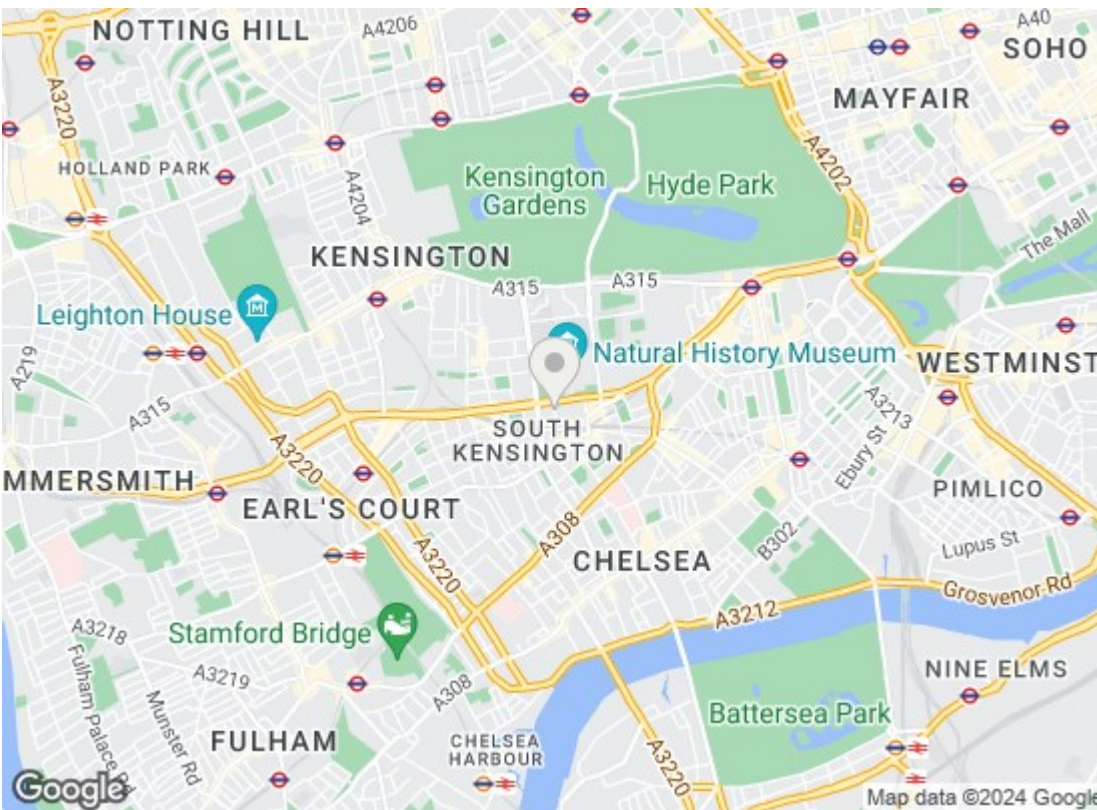 NOTTING HILL
A4206
A40
SOHO
MAYFAIR
A3220
HOLLAND PARK
A4204
Kensington
Gardens
Hyde Park
A4202
The Mall
KENSINGTON
A315
A315
Leighton House
M
Natural History Museum
WESTMINST
A219
A315
A3213
Ebury St
SOUTH
KENSINGTON
A3220
MMERSMITH
EARL'S COURT
PIMLICO
A308
Lupus St
CHELSEA
B302
A3220
Grosvenor Rd
A3212
A3218
Stamford Bridge
A3219
Fulham Palace Rd
Munster Rd
A308
NINE ELMS
Battersea Park
FULHAM
CHELSEA
HARBOUR
A3220
Google
Map data ©2024 Google